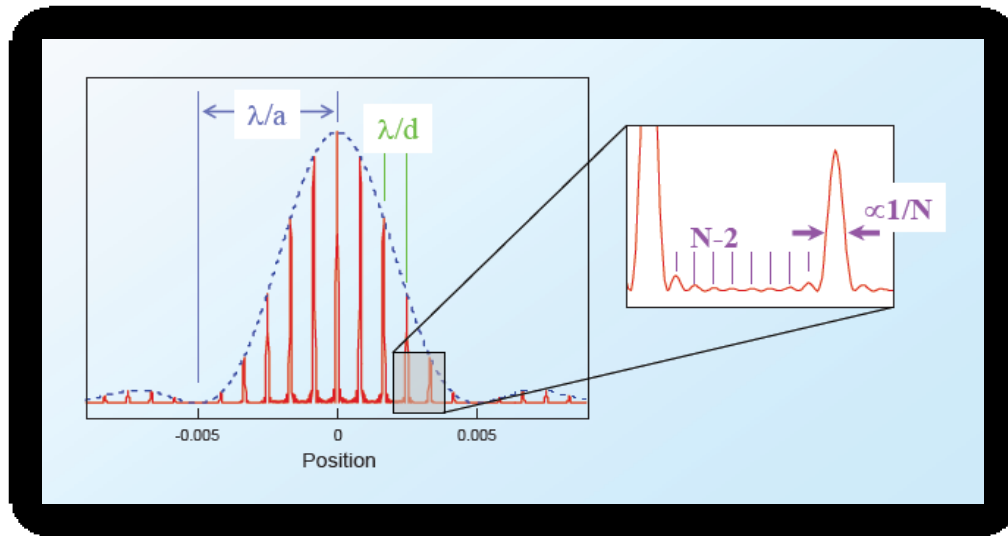 λ/a
λ/d
∝1/N
N-2
-0.005
0
0.005
Position